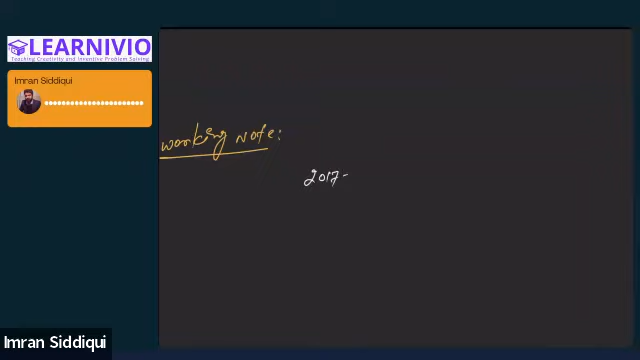 LEARNIVIO
Teaching Creativity and Inventive Problem Solving
Imran Siddiqui
working note:
2017-
Imran Siddiqui